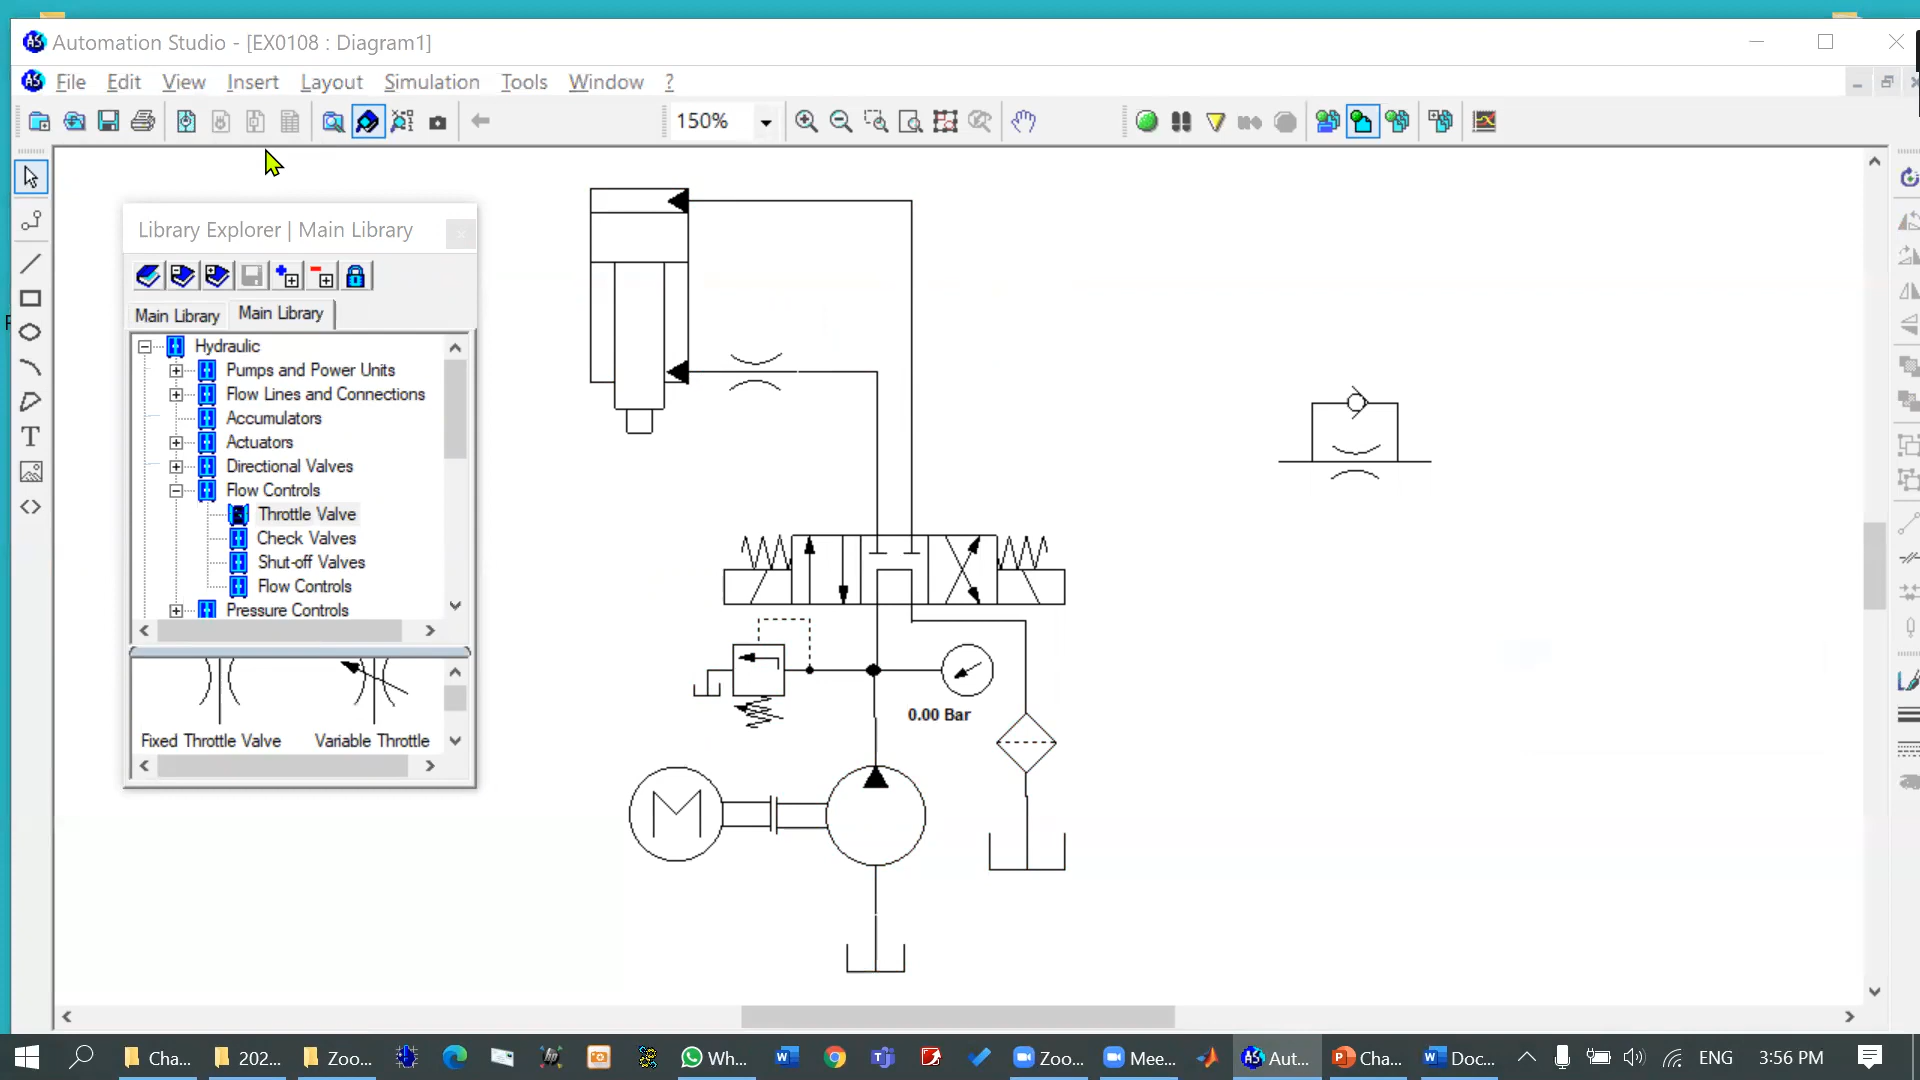 Automation Studio - [EX0108 : Diagram1]
File Edit View Insert Layout Simulation Tools Window ?
150%
Library Explorer | Main Library
Main Library Main Library
Hydraulic
Pumps and Power Units
Flow Lines and Connections
Accumulators
Actuators
Directional Valves
Flow Controls
Throttle Valve
Check Valves
Shut-off Valves
Flow Controls
Pressure Controls
Fixed Throttle Valve Variable Throttle
0.00 Bar
M
Cha... 202... Zoo... Wh... Zoo... Mee... Aut... Cha... Doc... ENG 3:56 PM